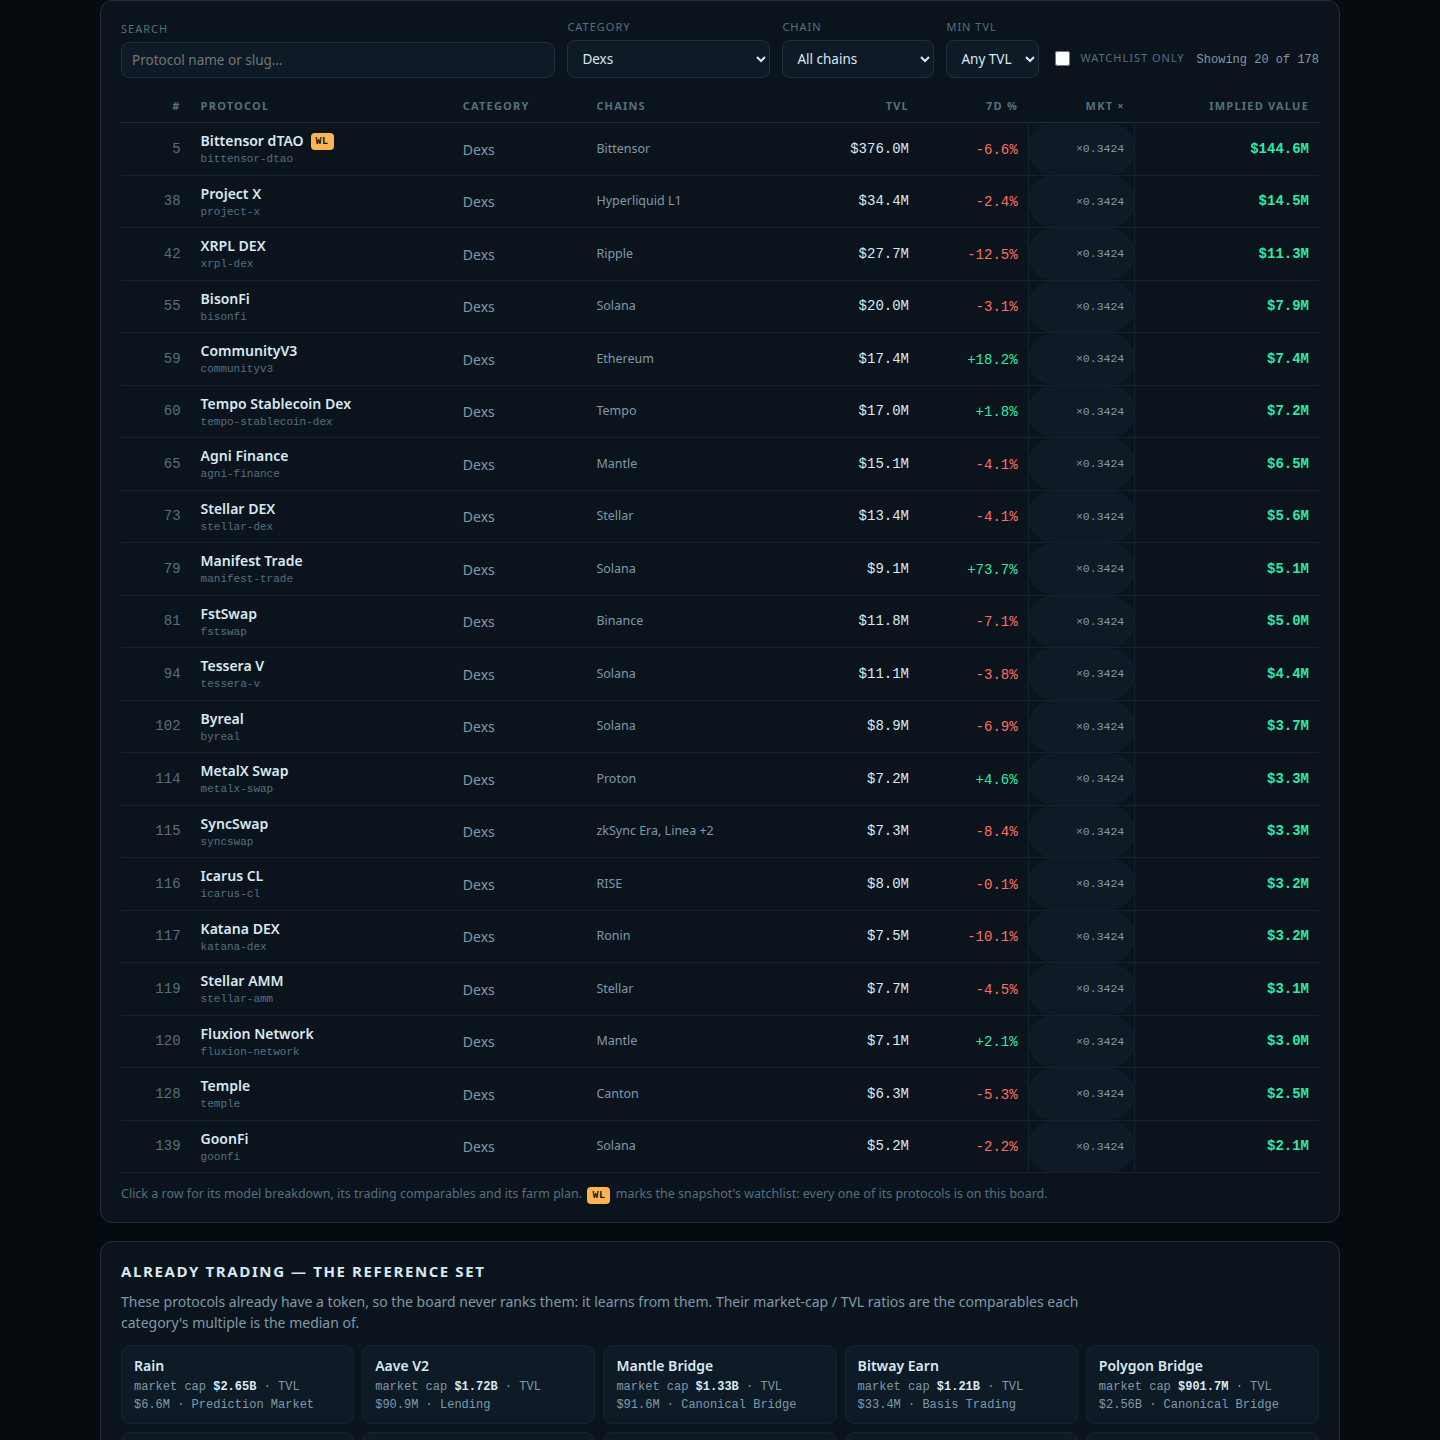 SEARCH
CATEGORY
CHAIN
MIN TVL
Protocol name or slug...
Dexs
All chains
Any TVL
WATCHLIST ONLY
Showing 20 of 178
# PROTOCOL CATEGORY CHAINS TVL 7D % MKT × IMPLIED VALUE
5 Bittensor dTAO WL Dexs Bittensor $376.0M -6.6% ×0.3424 $144.6M
bittensor-dtao
38 Project X Dexs Hyperliquid L1 $34.4M -2.4% ×0.3424 $14.5M
project-x
42 XRPL DEX Dexs Ripple $27.7M -12.5% ×0.3424 $11.3M
xrpl-dex
55 BisonFi Dexs Solana $20.0M -3.1% ×0.3424 $7.9M
bisonfi
59 CommunityV3 Dexs Ethereum $17.4M +18.2% ×0.3424 $7.4M
communityv3
60 Tempo Stablecoin Dex Dexs Tempo $17.0M +1.8% ×0.3424 $7.2M
tempo-stablecoin-dex
65 Agni Finance Dexs Mantle $15.1M -4.1% ×0.3424 $6.5M
agni-finance
73 Stellar DEX Dexs Stellar $13.4M -4.1% ×0.3424 $5.6M
stellar-dex
79 Manifest Trade Dexs Solana $9.1M +73.7% ×0.3424 $5.1M
manifest-trade
81 FstSwap Dexs Binance $11.8M -7.1% ×0.3424 $5.0M
fstswap
94 Tessera V Dexs Solana $11.1M -3.8% ×0.3424 $4.4M
tessera-v
102 Byreal Dexs Solana $8.9M -6.9% ×0.3424 $3.7M
byreal
114 MetalX Swap Dexs Proton $7.2M +4.6% ×0.3424 $3.3M
metalx-swap
115 SyncSwap Dexs zkSync Era, Linea +2 $7.3M -8.4% ×0.3424 $3.3M
syncswap
116 Icarus CL Dexs RISE $8.0M -0.1% ×0.3424 $3.2M
icarus-cl
117 Katana DEX Dexs Ronin $7.5M -10.1% ×0.3424 $3.2M
katana-dex
119 Stellar AMM Dexs Stellar $7.7M -4.5% ×0.3424 $3.1M
stellar-amm
120 Fluxion Network Dexs Mantle $7.1M +2.1% ×0.3424 $3.0M
fluxion-network
128 Temple Dexs Canton $6.3M -5.3% ×0.3424 $2.5M
temple
139 GoonFi Dexs Solana $5.2M -2.2% ×0.3424 $2.1M
goonfi
Click a row for its model breakdown, its trading comparables and its farm plan. WL marks the snapshot's watchlist: every one of its protocols is on this board.
ALREADY TRADING — THE REFERENCE SET
These protocols already have a token, so the board never ranks them: it learns from them. Their market-cap / TVL ratios are the comparables each
category's multiple is the median of.
Rain
market cap $2.65B · TVL
$6.6M · Prediction Market
Aave V2
market cap $1.72B · TVL
$90.9M · Lending
Mantle Bridge
market cap $1.33B · TVL
$91.6M · Canonical Bridge
Bitway Earn
market cap $1.21B · TVL
$33.4M · Basis Trading
Polygon Bridge
market cap $901.7M · TVL
$2.56B · Canonical Bridge